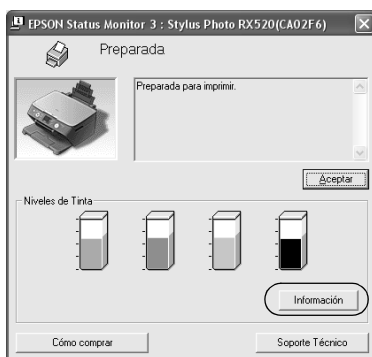 EPSON Status Monitor 3 : Stylus Photo RX520(CA02F6)
Preparada
Preparada para imprimir.
Aceptar
Niveles de Tinta
Información
Cómo comprar
Soporte Técnico